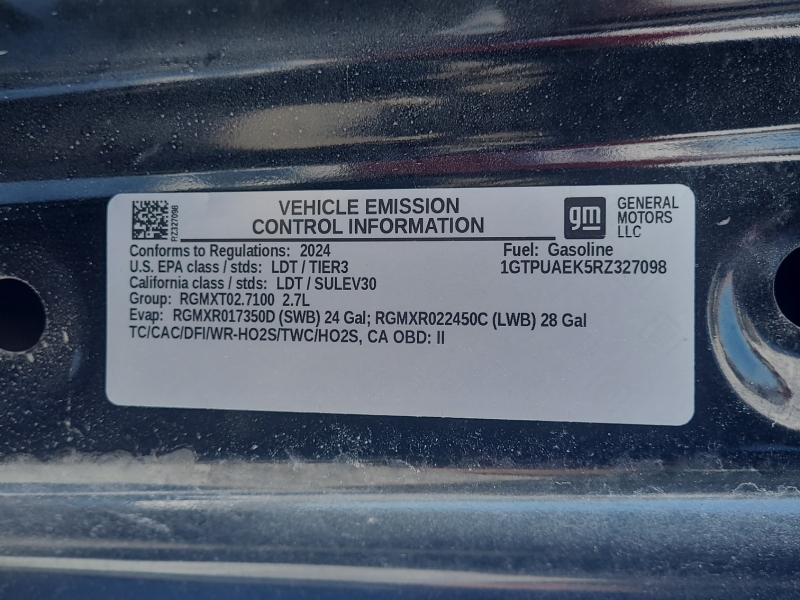 VEHICLE EMISSION
CONTROL INFORMATION
gm
GENERAL
MOTORS
LLC
RZ327098
Conforms to Regulations: 2024
Fuel: Gasoline
U.S. EPA class / stds: LDT / TIER3
1GTPUAEK5RZ327098
California class / stds: LDT / SULEV30
Group: RGMXT02.7100 2.7L
Evap: RGMXR017350D (SWB) 24 Gal; RGMXR022450C (LWB) 28 Gal
TC/CAC/DFI/WR-HO2S/TWC/HO2S, CA OBD: II